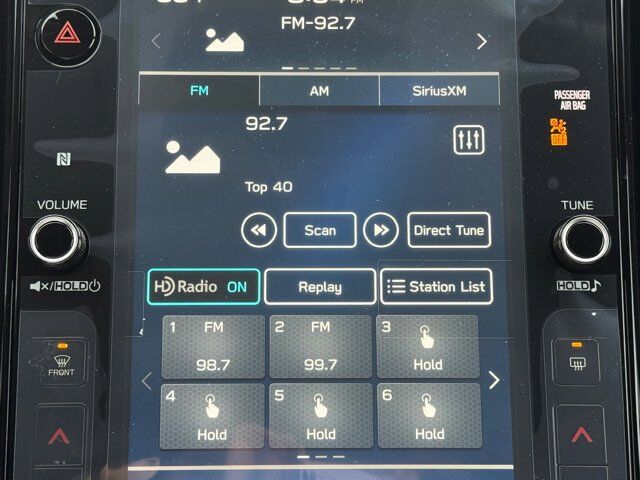 PM
FM-92.7
FM AM SiriusXM
PASSENGER
AIR BAG
OFF
92.7
N
Top 40
VOLUME
TUNE
Scan
Direct Tune
HOLD
HOLD
HD Radio ON
Replay
Station List
1 FM
98.7
2 FM
99.7
3
Hold
FRONT
4
Hold
5
Hold
6
Hold